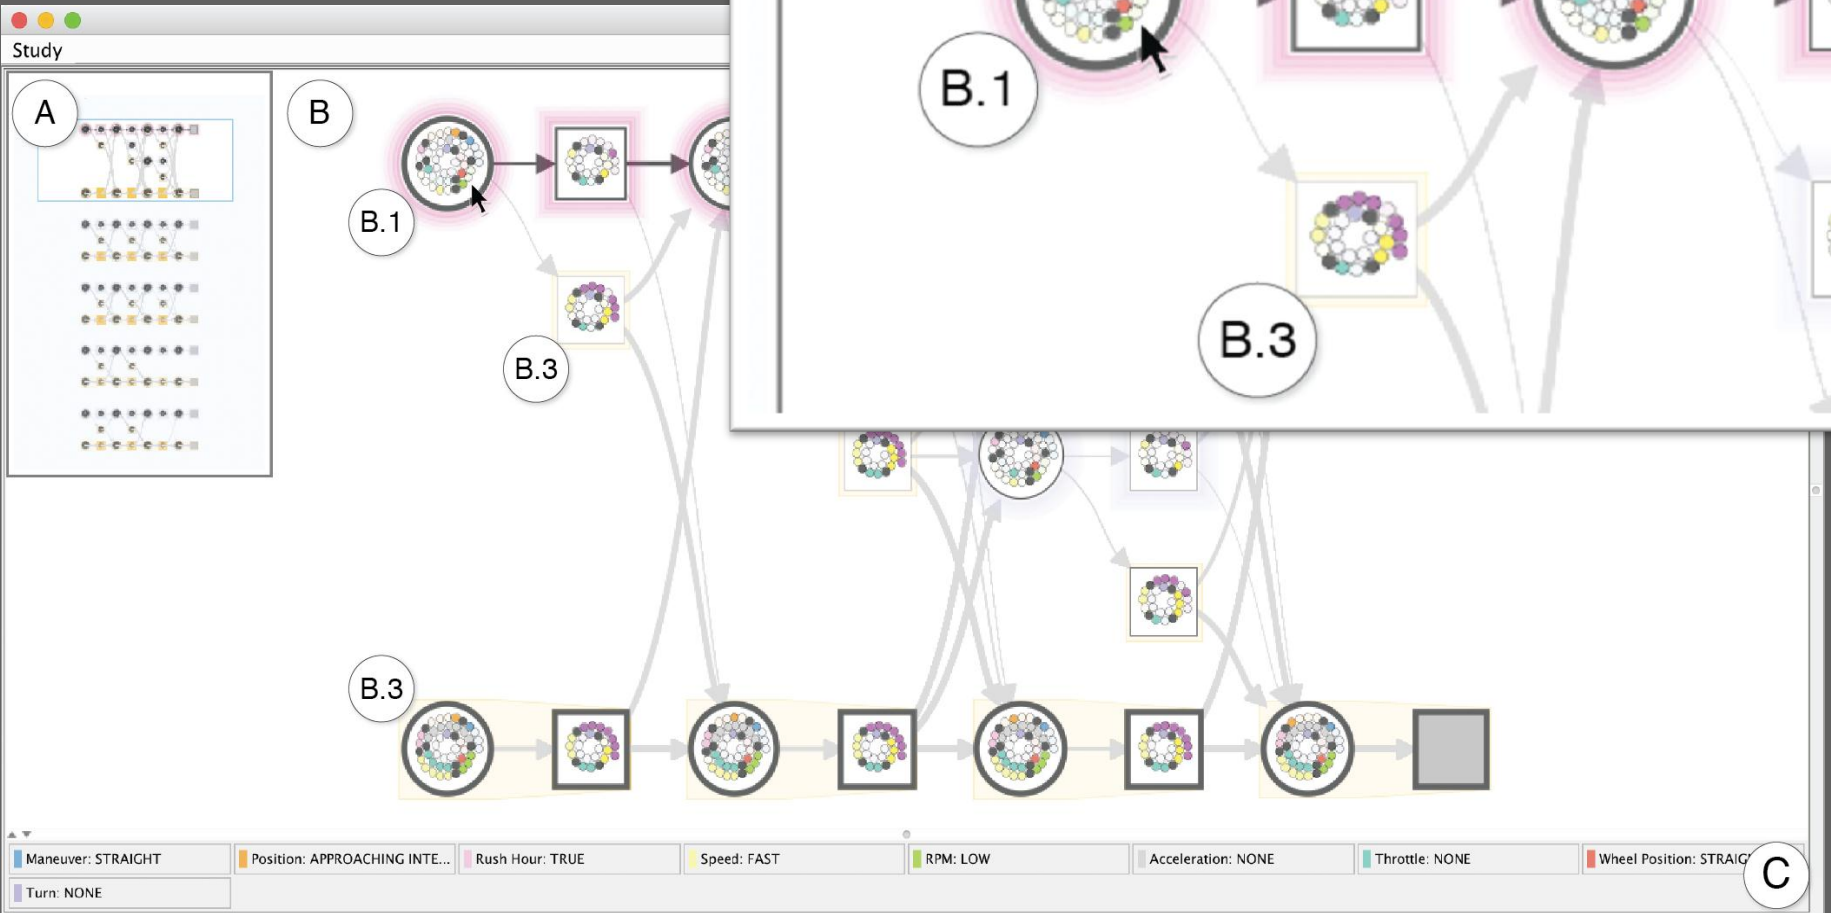 Study
A
B
B.1
B.1
B.3
B.3
B.3
Maneuver: STRAIGHT
Position: APPROACHING INTE...
Rush Hour: TRUE
Speed: FAST
RPM: LOW
Acceleration: NONE
Throttle: NONE
Wheel Position: STRAIG
C
Turn: NONE